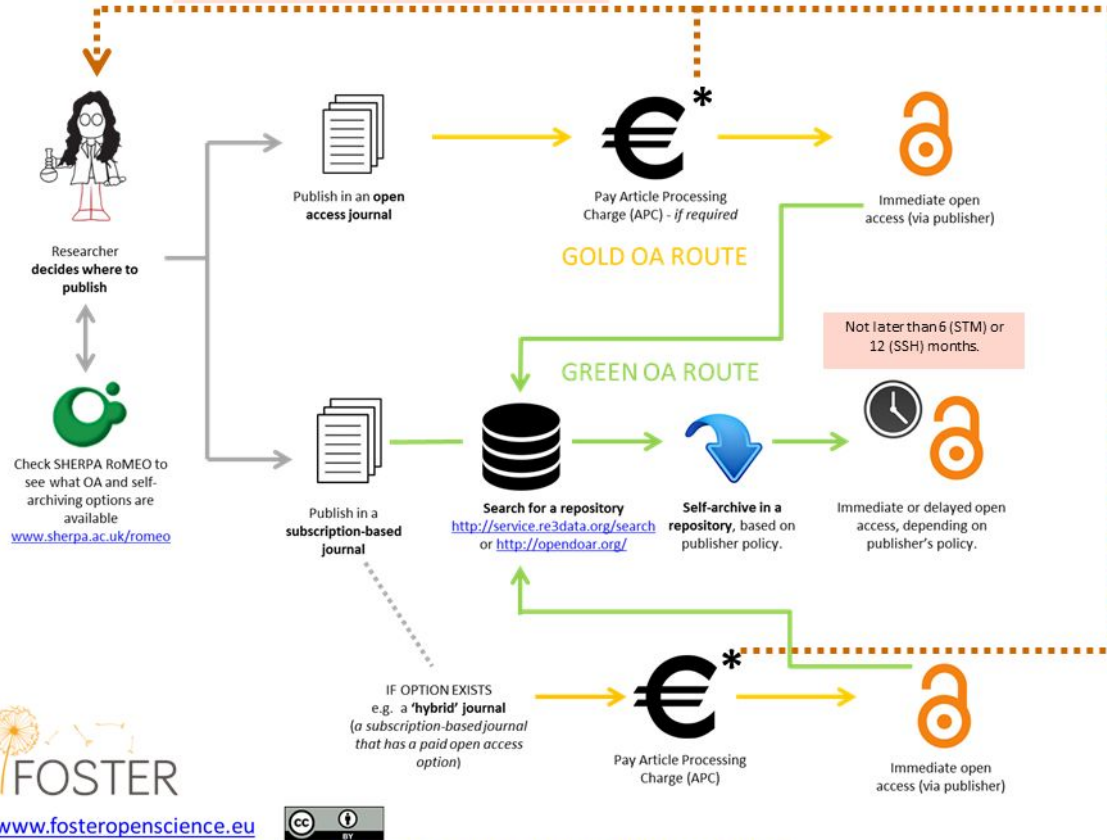 *
Publish in an open
access journal
Pay Article Processing
Charge (APC) - if required
Immediate open
access (via publisher)
Researcher
decides where to
publish
GOLD OA ROUTE
Not later than 6 (STM) or
12 (SSH) months.
GREEN OA ROUTE
Check SHERPA RoMEO to
see what OA and self-
archiving options are
available
www.sherpa.ac.uk/romeo
Publish in a
subscription-based
journal
Search for a repository
http://service.re3data.org/search
or http://opendoar.org/
Self-archive in a
repository, based on
publisher policy.
Immediate or delayed open
access, depending on
publisher's policy.
*
IF OPTION EXISTS
e.g. a 'hybrid' journal
(a subscription-based journal
that has a paid open access
option)
Pay Article Processing
Charge (APC)
Immediate open
access (via publisher)
FOSTER
www.fosteropenscience.eu
cc
BY